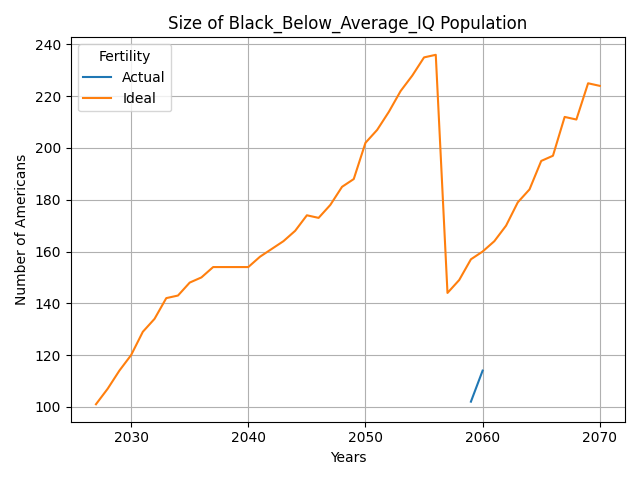 Size of Black_Below_Average_IQ Population
Fertility
Actual
Ideal
Number of Americans
240
220
200
180
160
140
120
100
2030 2040 2050 2060 2070
Years